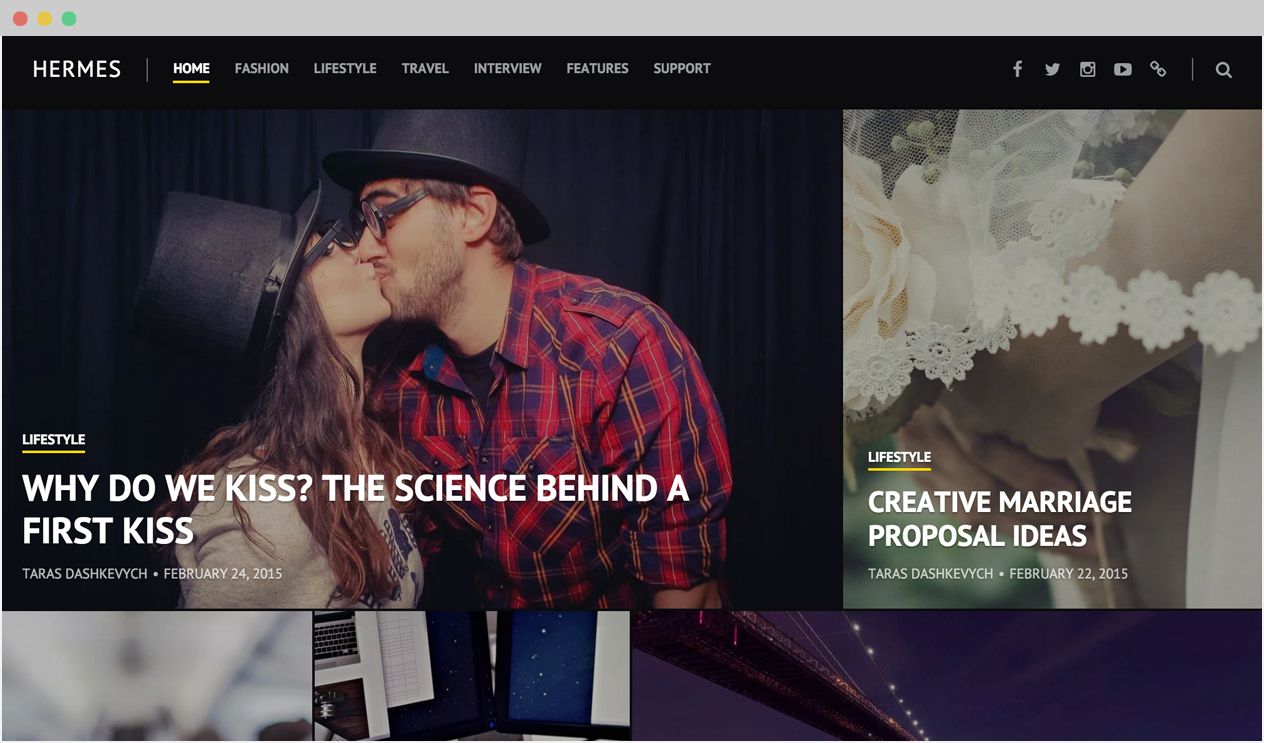 HERMES
HOME FASHION LIFESTYLE TRAVEL INTERVIEW FEATURES SUPPORT
LIFESTYLE
WHY DO WE KISS? THE SCIENCE BEHIND A
FIRST KISS
TARAS DASHKEVYCH • FEBRUARY 24, 2015
LIFESTYLE
CREATIVE MARRIAGE
PROPOSAL IDEAS
TARAS DASHKEVYCH • FEBRUARY 22, 2015